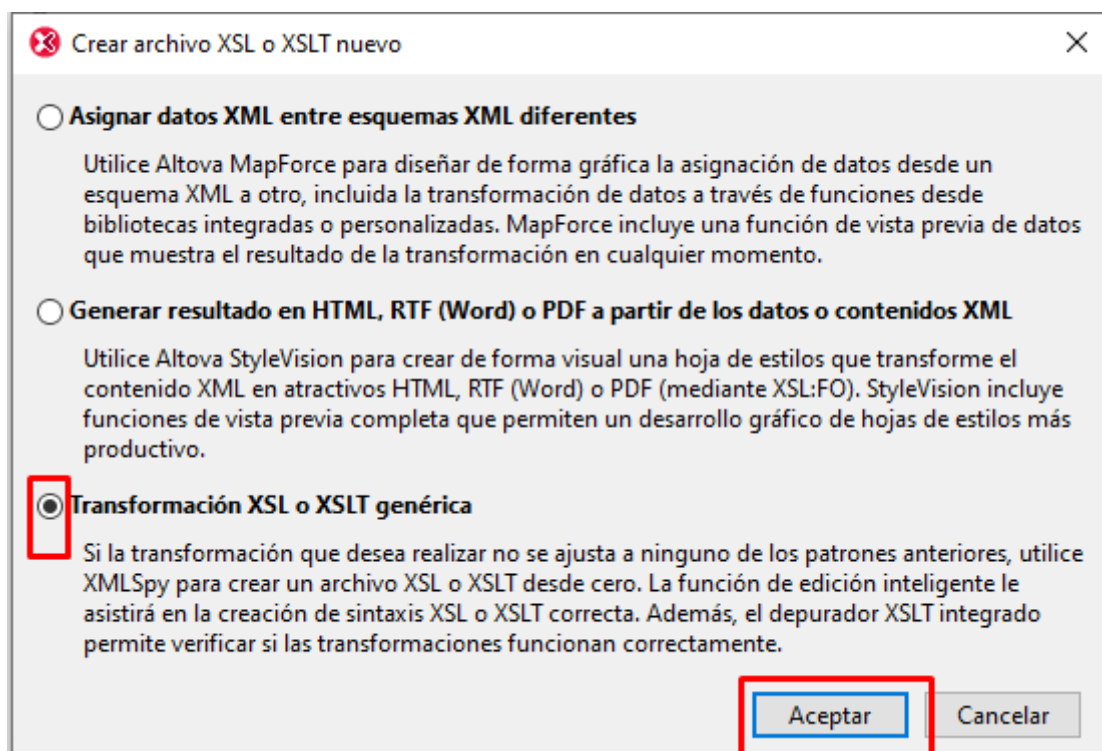 Crear archivo XSL o XSLT nuevo
Asignar datos XML entre esquemas XML diferentes
Utilice Altova MapForce para diseñar de forma gráfica la asignación de datos desde un
esquema XML a otro, incluida la transformación de datos a través de funciones desde
bibliotecas integradas o personalizadas. MapForce incluye una función de vista previa de datos
que muestra el resultado de la transformación en cualquier momento.
Generar resultado en HTML, RTF (Word) o PDF a partir de los datos o contenidos XML
Utilice Altova StyleVision para crear de forma visual una hoja de estilos que transforme el
contenido XML en atractivos HTML, RTF (Word) o PDF (mediante XSL:FO). StyleVision incluye
funciones de vista previa completa que permiten un desarrollo gráfico de hojas de estilos más
productivo.
Transformación XSL o XSLT genérica
Si la transformación que desea realizar no se ajusta a ninguno de los patrones anteriores, utilice
XMLSpy para crear un archivo XSL o XSLT desde cero. La función de edición inteligente le
asistirá en la creación de sintaxis XSL o XSLT correcta. Además, el depurador XSLT integrado
permite verificar si las transformaciones funcionan correctamente.
Aceptar Cancelar